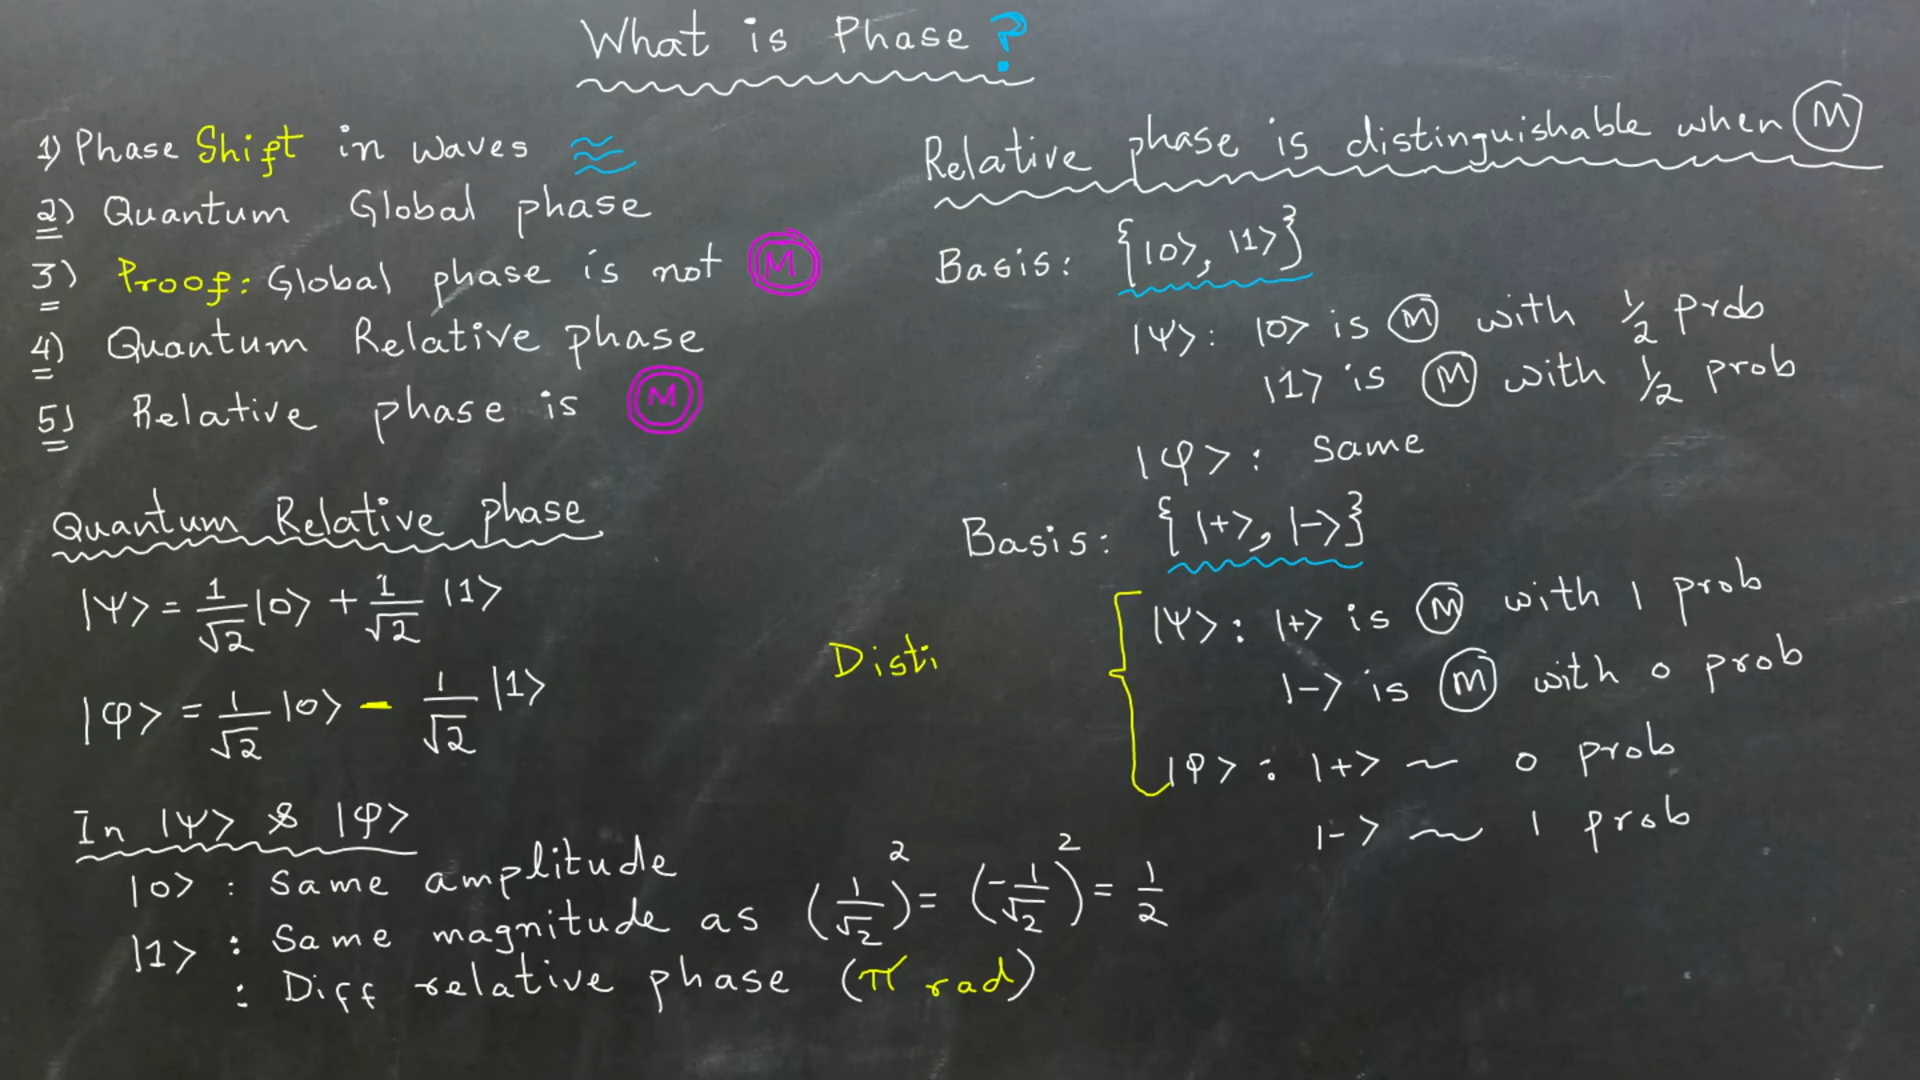 What is Phase ?
1) Phase Shift in waves
2) Quantum Global phase
3) Proof: Global phase is not M
4) Quantum Relative phase
5) Relative phase is M
Quantum Relative phase
|Ψ> = 1/√2 |0> + 1/√2 |1>
|φ> = 1/√2 |0> - 1/√2 |1>
In |Ψ> & |φ>
|0> : Same amplitude
|1> : Same magnitude as (1/√2)² = (-1/√2)² = 1/2
: Diff relative phase (π rad)
Relative phase is distinguishable when M
Basis: {|0>, |1>}
|Ψ> : |0> is M with 1/2 prob
|1> is M with 1/2 prob
|φ> : Same
Basis: {|+>, |->}
Disti
|Ψ> : |+> is M with 1 prob
|-> is M with 0 prob
|φ> : |+> ~ 0 prob
|-> ~ 1 prob